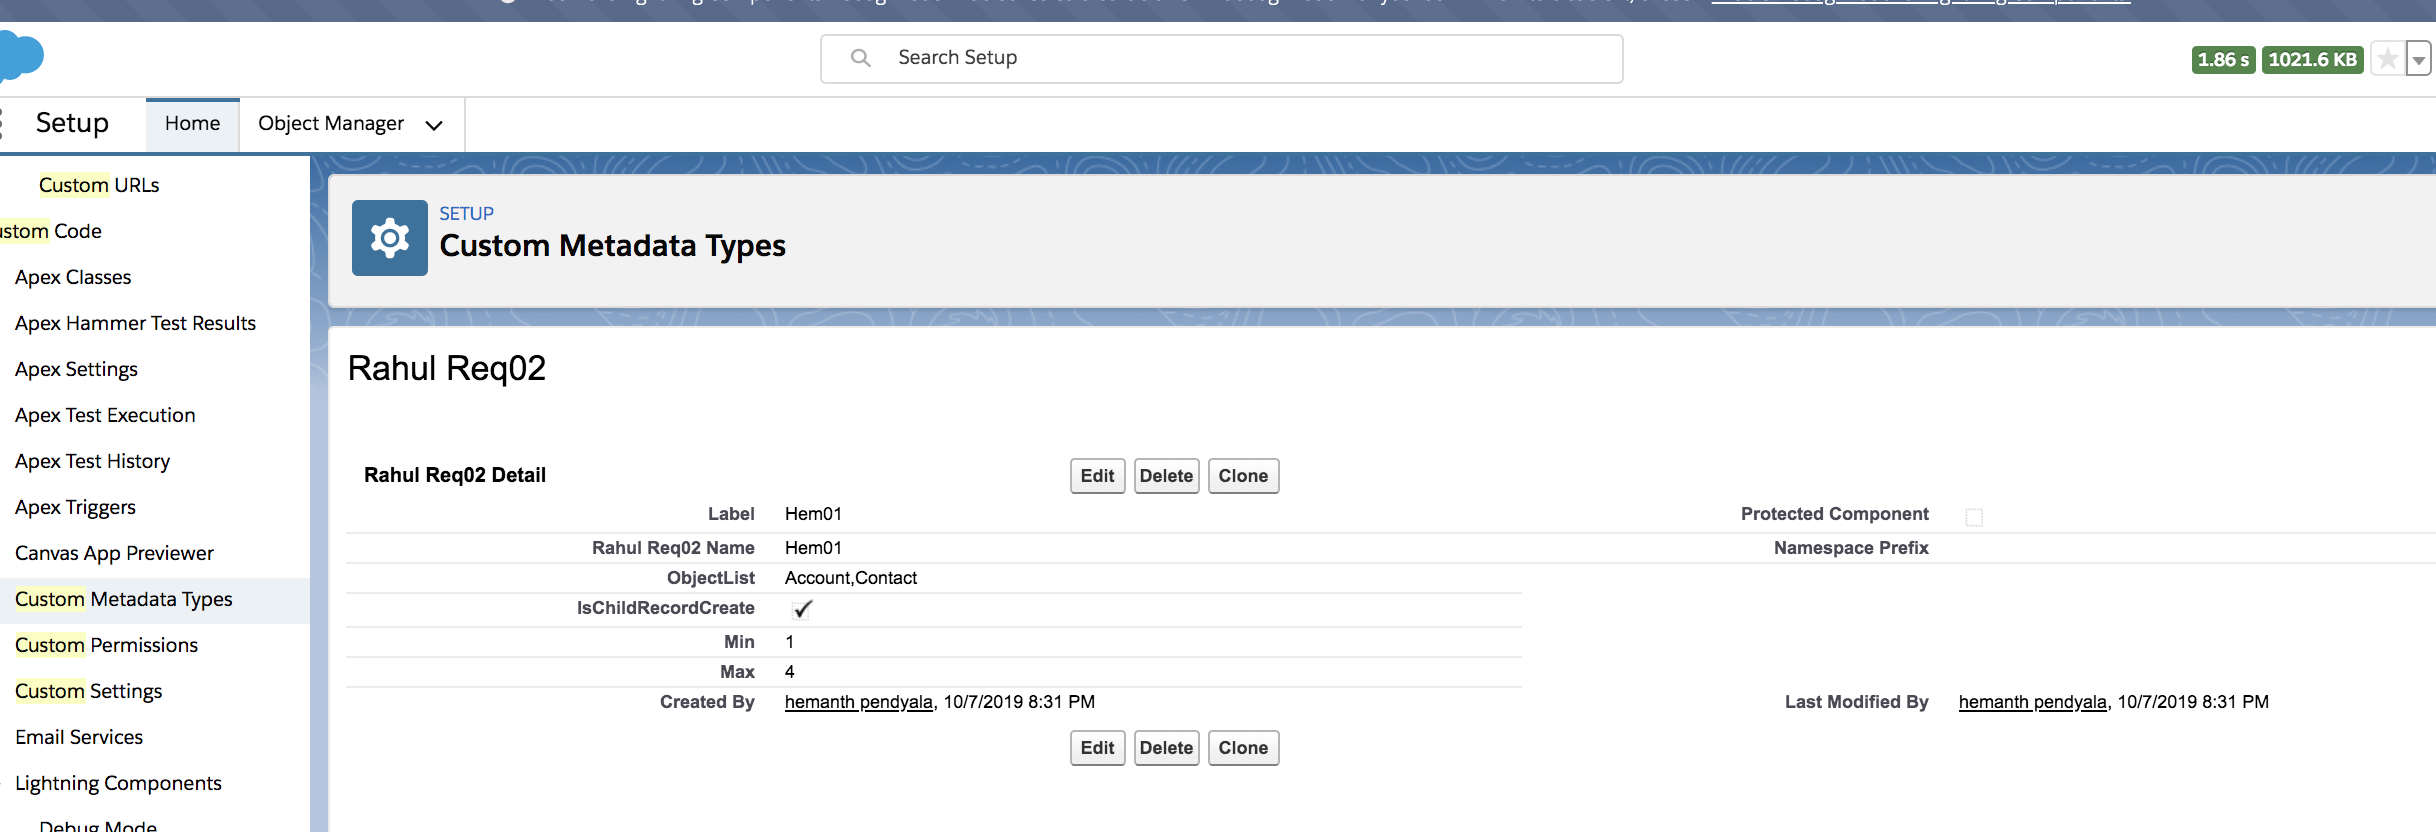 Search Setup
1.86 s 1021.6 KB
Setup Home Object Manager
Custom URLs
ustom Code
Apex Classes
Apex Hammer Test Results
Apex Settings
Apex Test Execution
Apex Test History
Apex Triggers
Canvas App Previewer
Custom Metadata Types
Custom Permissions
Custom Settings
Email Services
Lightning Components
Debug Mode
SETUP
Custom Metadata Types
Rahul Req02
Rahul Req02 Detail Edit Delete Clone
Label Hem01 Protected Component
Rahul Req02 Name Hem01 Namespace Prefix
ObjectList Account,Contact
IsChildRecordCreate
Min 1
Max 4
Created By hemanth pendyala, 10/7/2019 8:31 PM Last Modified By hemanth pendyala, 10/7/2019 8:31 PM
Edit Delete Clone